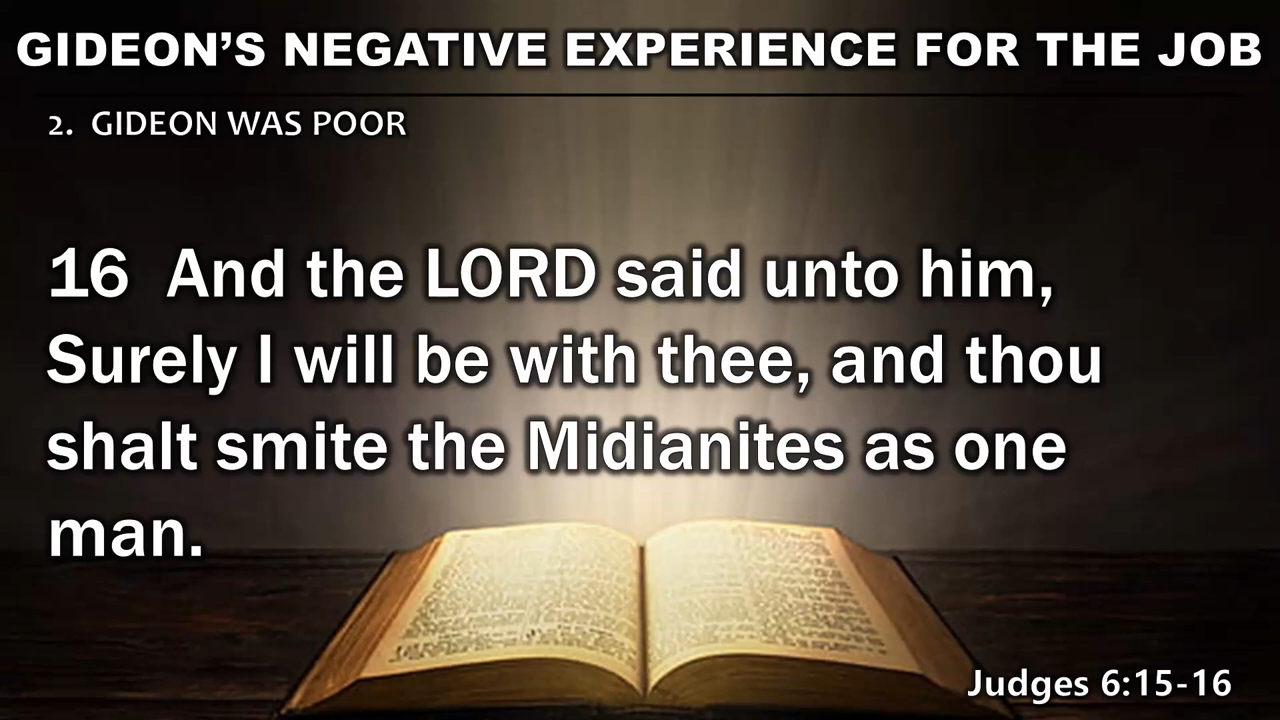 GIDEON’S NEGATIVE EXPERIENCE FOR THE JOB
2. GIDEON WAS POOR
16 And the LORD said unto him,
Surely I will be with thee, and thou
shalt smite the Midianites as one
man.
Judges 6:15-16